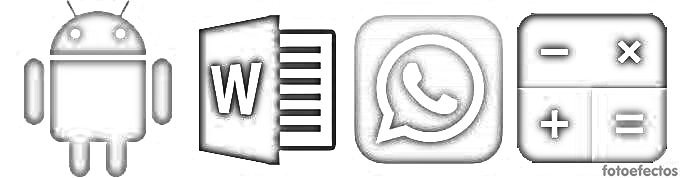 W
− ×
+ =
fotoefectos